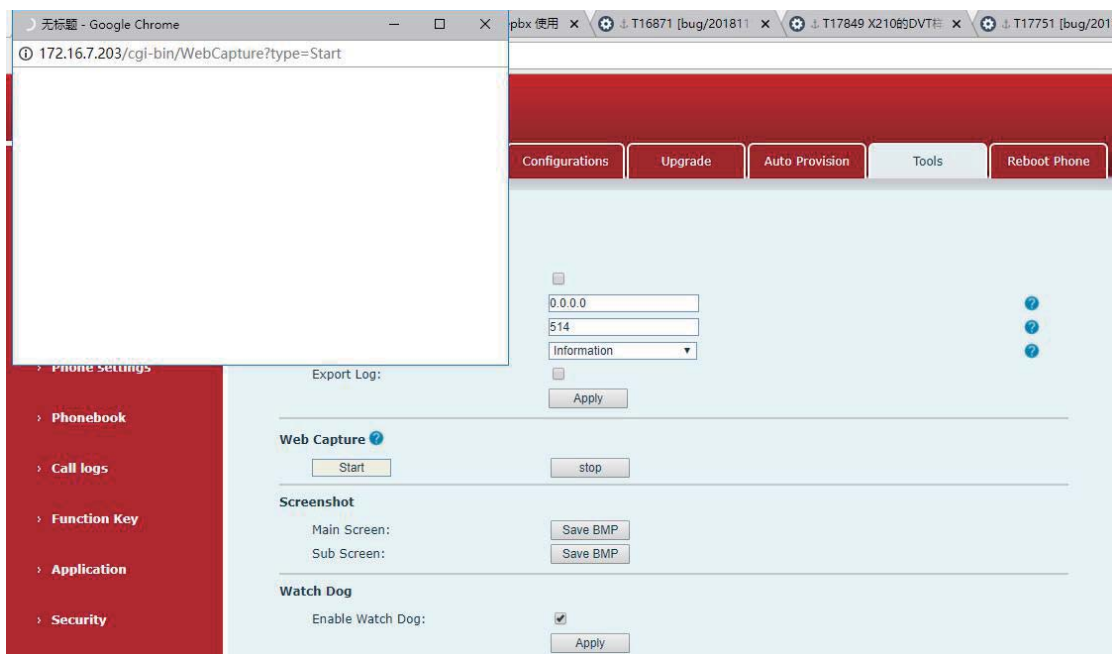 无标题 - Google Chrome
172.16.7.203/cgi-bin/WebCapture?type=Start
pbx 使用
T16871 [bug/201811
T17849 X210的DVT
T17751 [bug/201
Configurations
Upgrade
Auto Provision
Tools
Reboot Phone
0.0.0.0
514
Information
Export Log:
Apply
Web Capture
Start
stop
Screenshot
Main Screen:
Save BMP
Sub Screen:
Save BMP
Watch Dog
Enable Watch Dog:
Apply
Phone settings
Phonebook
Call logs
Function Key
Application
Security